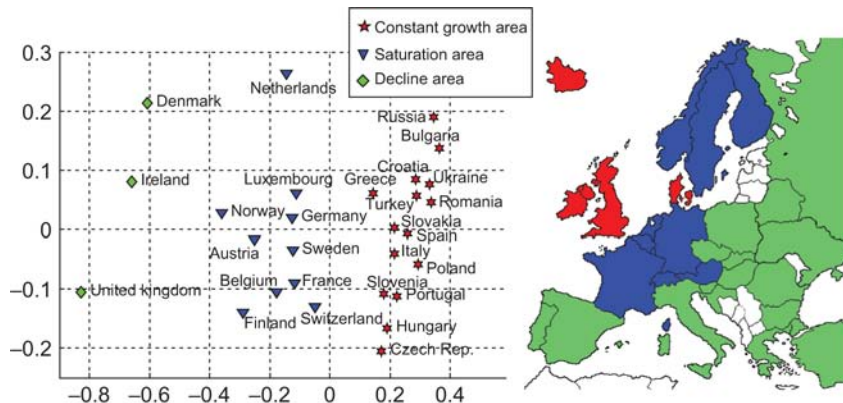 Constant growth area
Saturation area
Decline area
0.3
0.2
0.1
0
−0.1
−0.2
Netherlands
Denmark
Russia
Bulgaria
Croatia
Ireland
Luxembourg
Greece
Ukraine
Norway
Germany
Turkey
Romania
Slovakia
Austria
Sweden
Spain
Italy
Poland
Belgium
France
Slovenia
United kingdom
Portugal
Finland
Switzerland
Hungary
Czech Rep.
−0.8
−0.6
−0.4
−0.2
0
0.2
0.4